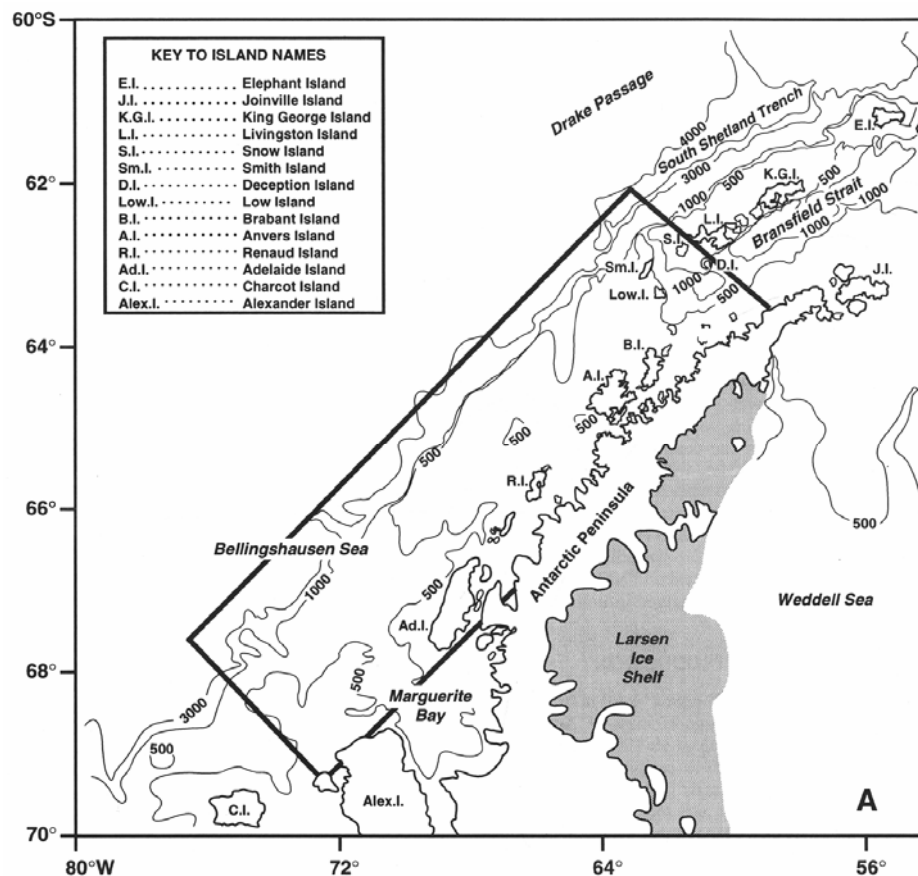 60°S
62°
64°
66°
68°
70°
80°W
72°
64°
56°
KEY TO ISLAND NAMES
E.I. .......... Elephant Island
J.I. .......... Joinville Island
K.G.I. .......... King George Island
L.I. .......... Livingston Island
S.I. .......... Snow Island
Sm.I. .......... Smith Island
D.I. .......... Deception Island
Low.I. .......... Low Island
B.I. .......... Brabant Island
A.I. .......... Anvers Island
R.I. .......... Renaud Island
Ad.I. .......... Adelaide Island
C.I. .......... Charcot Island
Alex.I. .......... Alexander Island
Drake Passage
4000
South Shetland Trench
3000
E.I.
1000
500
K.G.I.
500
1000
Bransfield Strait
L.I.
1000
S.I.
Sm.I.
D.I.
J.I.
1000
Low.I.
500
B.I.
A.I.
500
500
500
R.I.
500
Antarctic Peninsula
Bellingshausen Sea
1000
500
Weddell Sea
Ad.I.
Larsen
Ice
Shelf
500
Marguerite
Bay
3000
500
C.I.
Alex.I.
A